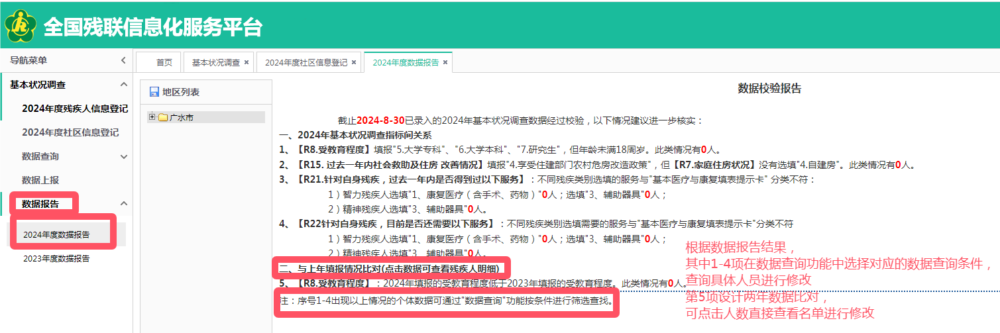 全国残联信息化服务平台
导航菜单
首页
基本状况调查
2024年度社区信息登记
2024年度数据报告
基本状况调查
2024年度残疾人信息登记
2024年度社区信息登记
数据查询
数据上报
数据报告
2024年度数据报告
2023年度数据报告
地区列表
广水市
数据校验报告
截止2024-8-30已录入的2024年基本状况调查数据经过校验，以下情况建议进一步核实：
一、2024年基本状况调查指标间关系
1、【R8.受教育程度】填报"5.大学专科"、"6.大学本科"、"7.研究生"，但年龄未满18周岁。此类情况有0人。
2、【R15. 过去一年内社会救助及住房 改善情况】填报"4.享受住建部门农村危房改造政策"，但【R7.家庭住房状况】没有选填"4.自建房"。此类情况有0人。
3、【R21.针对自身残疾，过去一年内是否得到过以下服务】：不同残疾类别选填的服务与"基本医疗与康复填表提示卡" 分类不符：
1）智力残疾人选填"1、康复医疗（含手术、药物）"0人；选填"3、辅助器具"0人；
2）精神残疾人选填"3、辅助器具"0人。
4、【R22针对自身残疾，目前是否还需要以下服务】：不同残疾类别选填需要的服务与"基本医疗与康复填表提示卡"分类不符
1）智力残疾人选填"1、康复医疗（含手术、药物）"0人；选填"3、辅助器具"0人；
2）精神残疾人选填"3、辅助器具"0人。
二、与上年填报情况比对(点击数据可查看残疾人明细)
5、【R8.受教育程度】：2024年填报的受教育程度低于2023年填报的受教育程度。此类情况有0人。
注：序号1-4出现以上情况的个体数据可通过"数据查询"功能按条件进行筛选查找。
根据数据报告结果，
其中1-4项在数据查询功能中选择对应的数据查询条件，
查询具体人员进行修改
第5项设计两年数据比对，
可点击人数直接查看名单进行修改